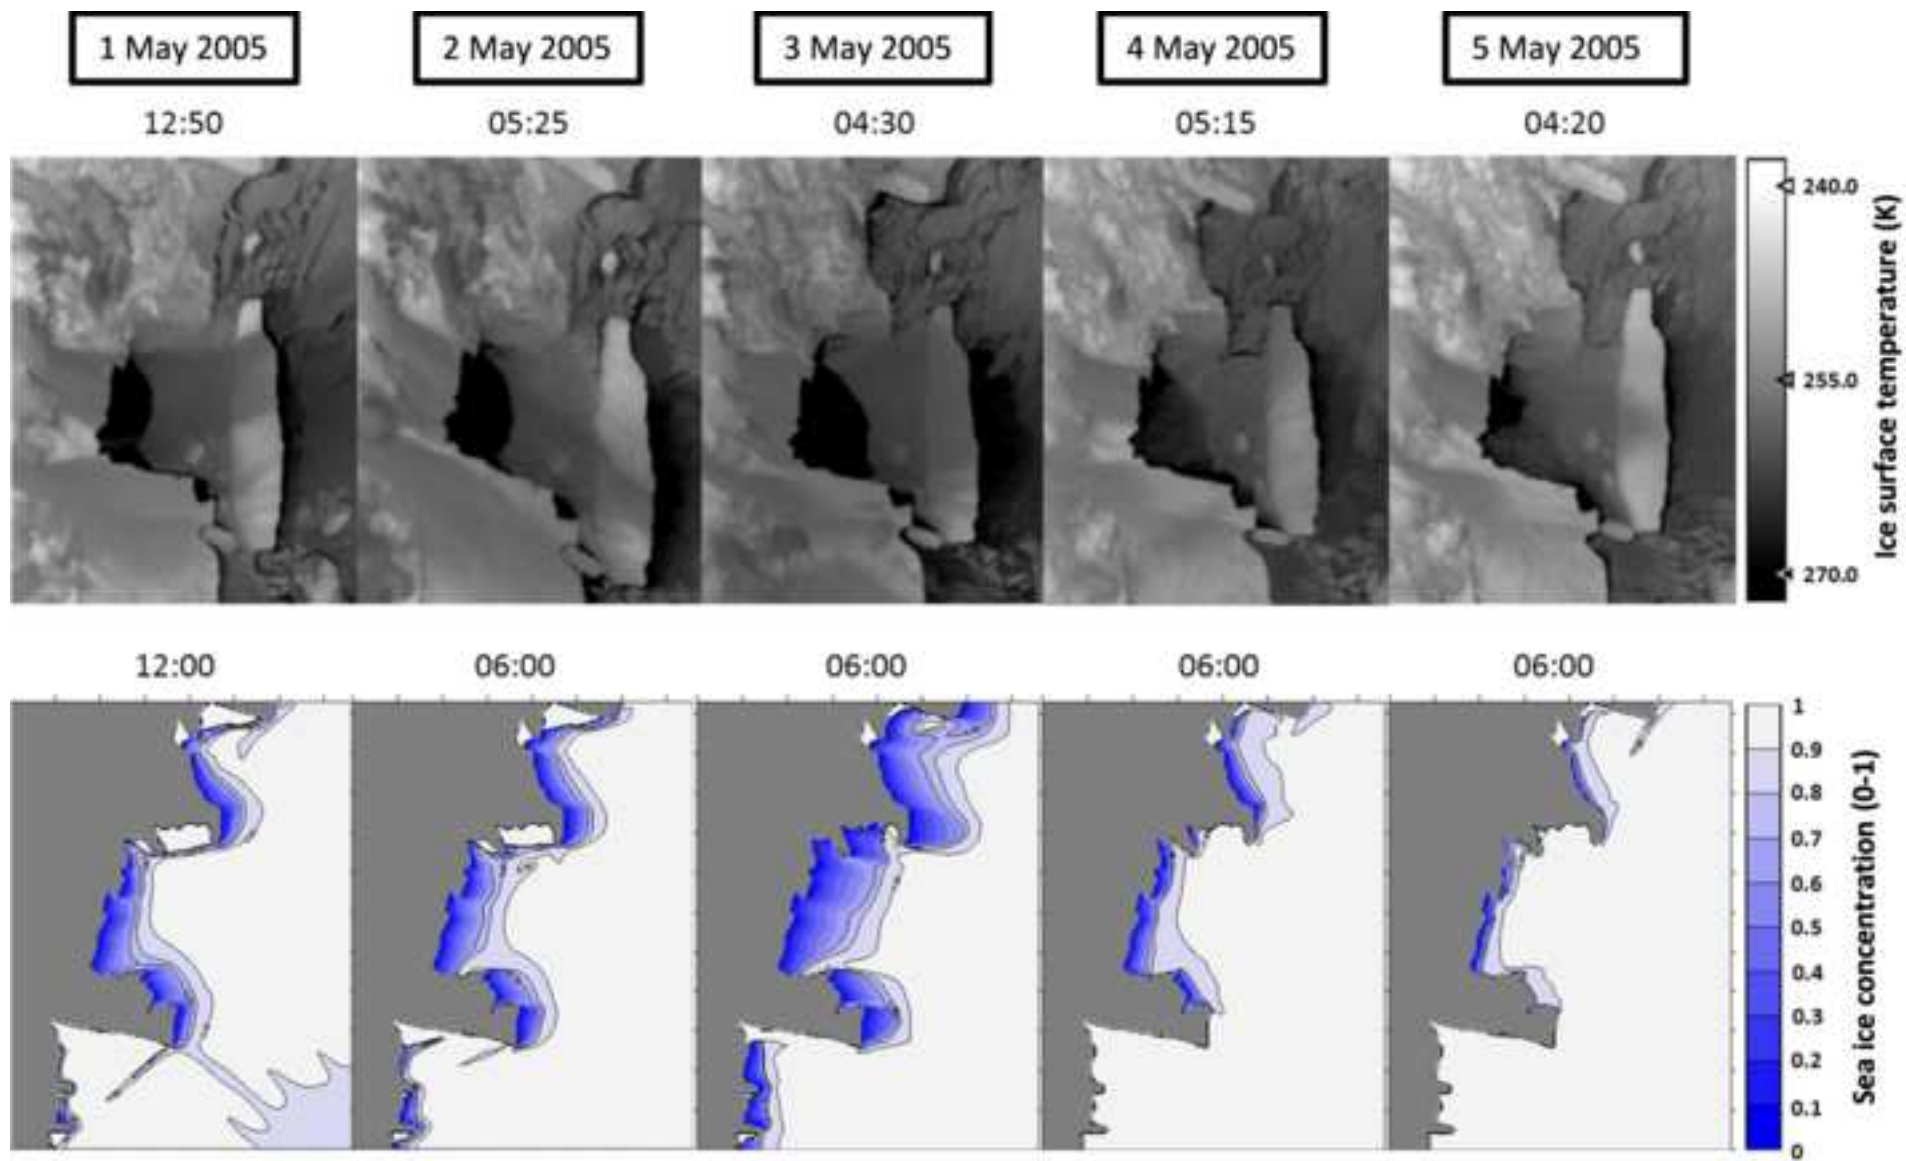 1 May 2005 2 May 2005 3 May 2005 4 May 2005 5 May 2005
12:50 05:25 04:30 05:15 04:20
240.0
255.0
270.0
Ice surface temperature (K)
12:00 06:00 06:00 06:00 06:00
1
0.9
0.8
0.7
0.6
0.5
0.4
0.3
0.2
0.1
0
Sea ice concentration (0-1)